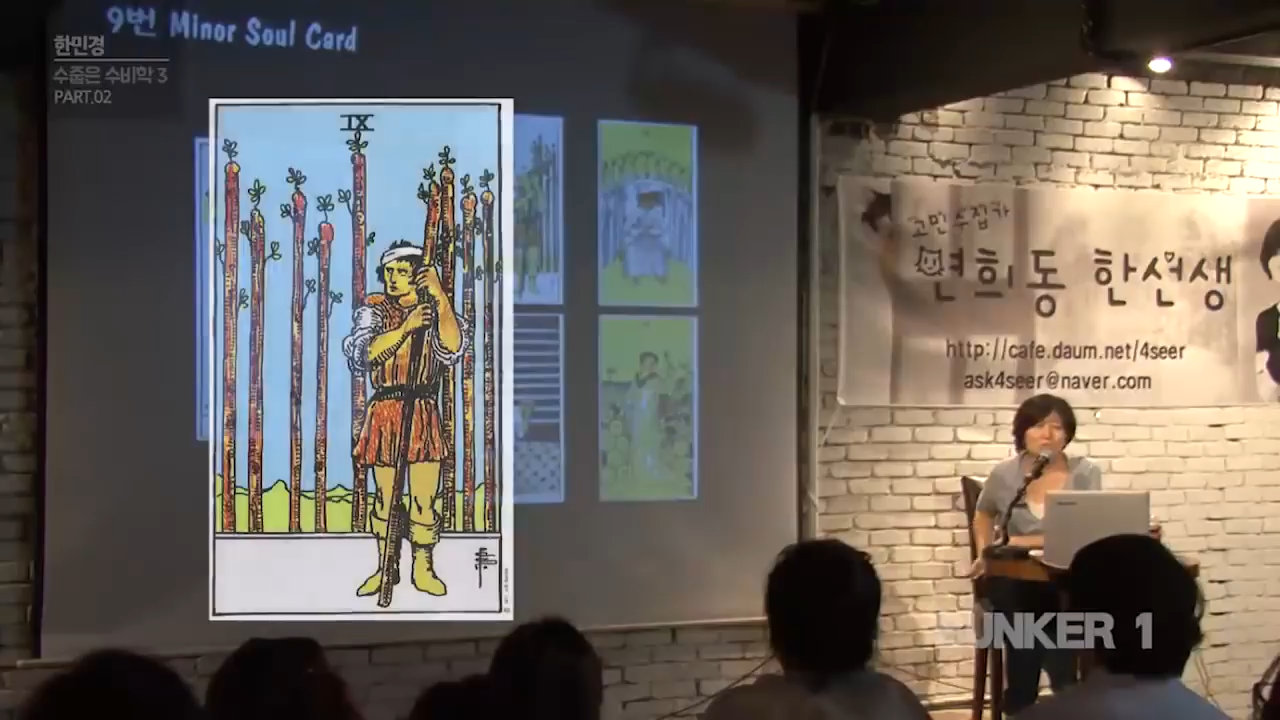 9번 Minor Soul Card
한민경
수줍은 수비학 3
PART.02
IX
고민 수집가
연희동 한선생
http://cafe.daum.net/4seer
ask4seer@naver.com
BUNKER 1